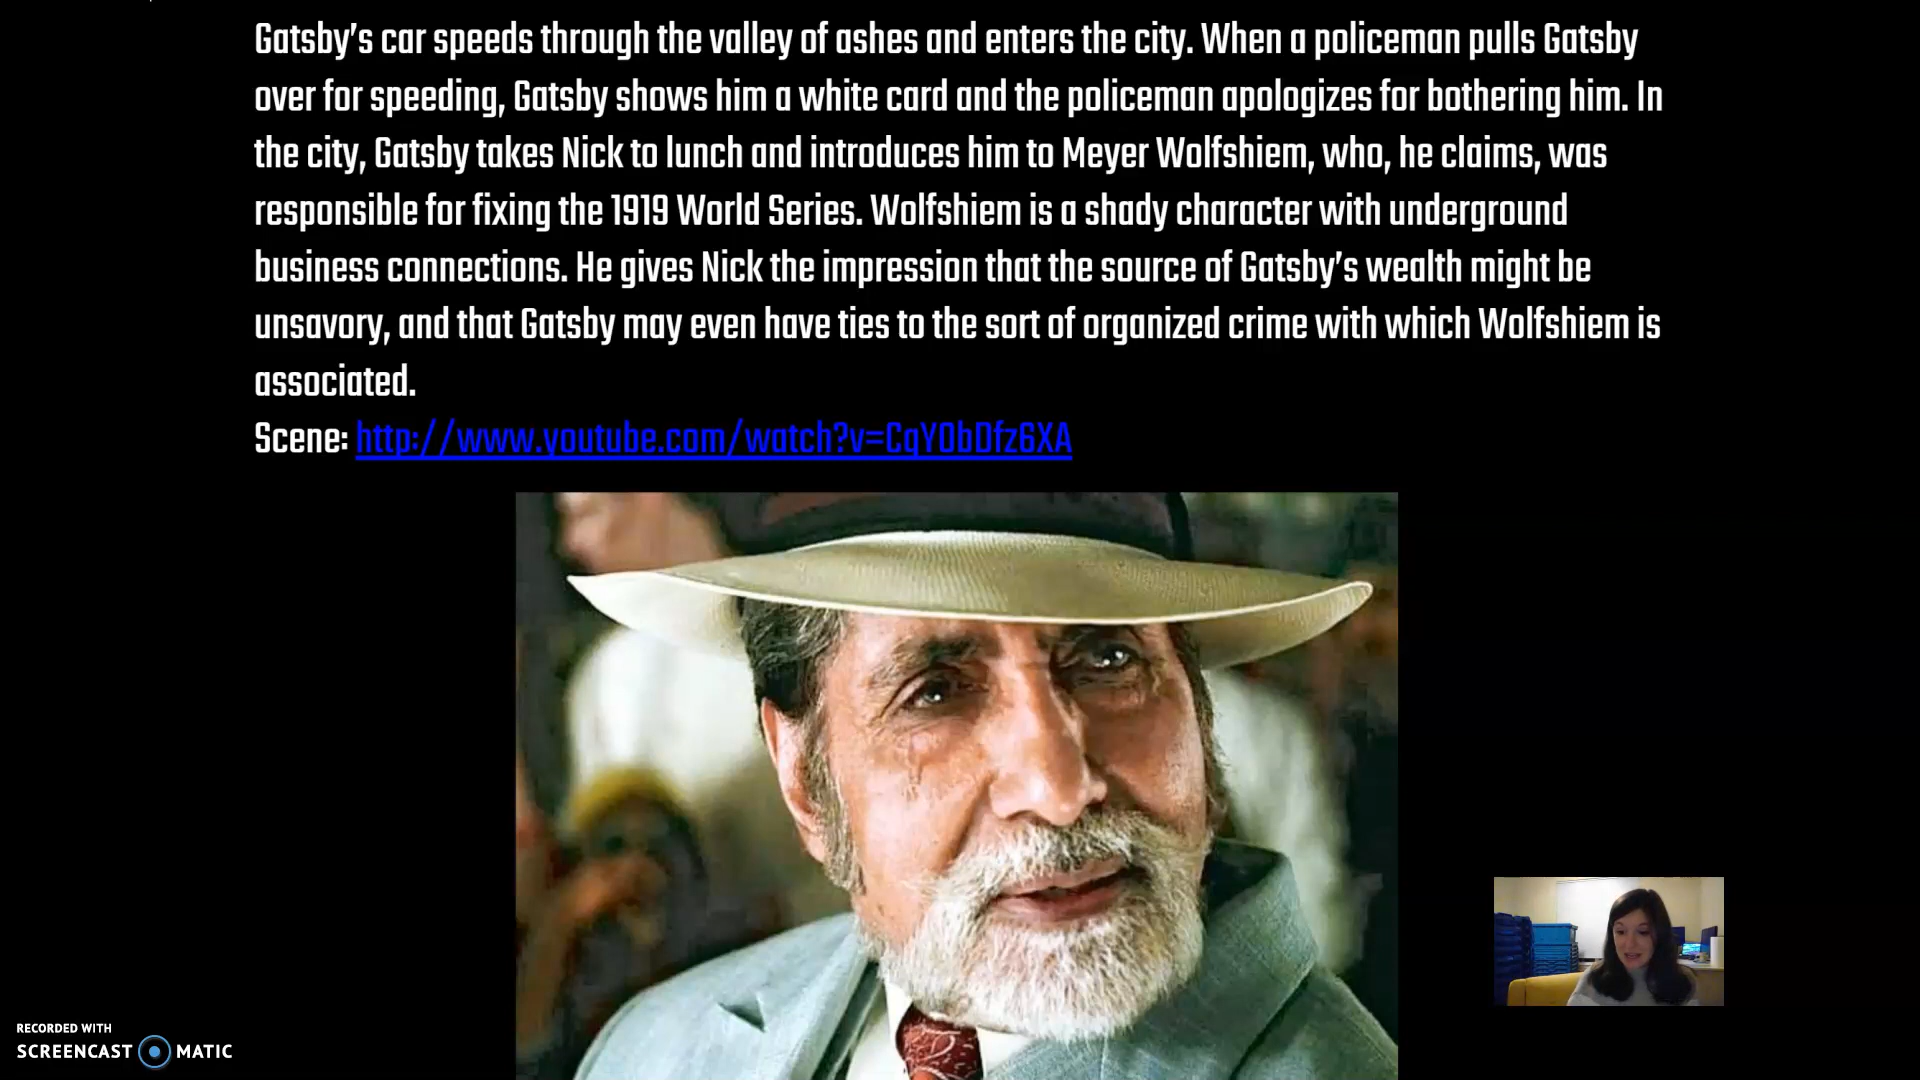 Gatsby’s car speeds through the valley of ashes and enters the city. When a policeman pulls Gatsby
over for speeding, Gatsby shows him a white card and the policeman apologizes for bothering him. In
the city, Gatsby takes Nick to lunch and introduces him to Meyer Wolfshiem, who, he claims, was
responsible for fixing the 1919 World Series. Wolfshiem is a shady character with underground
business connections. He gives Nick the impression that the source of Gatsby’s wealth might be
unsavory, and that Gatsby may even have ties to the sort of organized crime with which Wolfshiem is
associated.
Scene: http://www.youtube.com/watch?v=CqY0bDfz6XA
RECORDED WITH
SCREENCAST MATIC